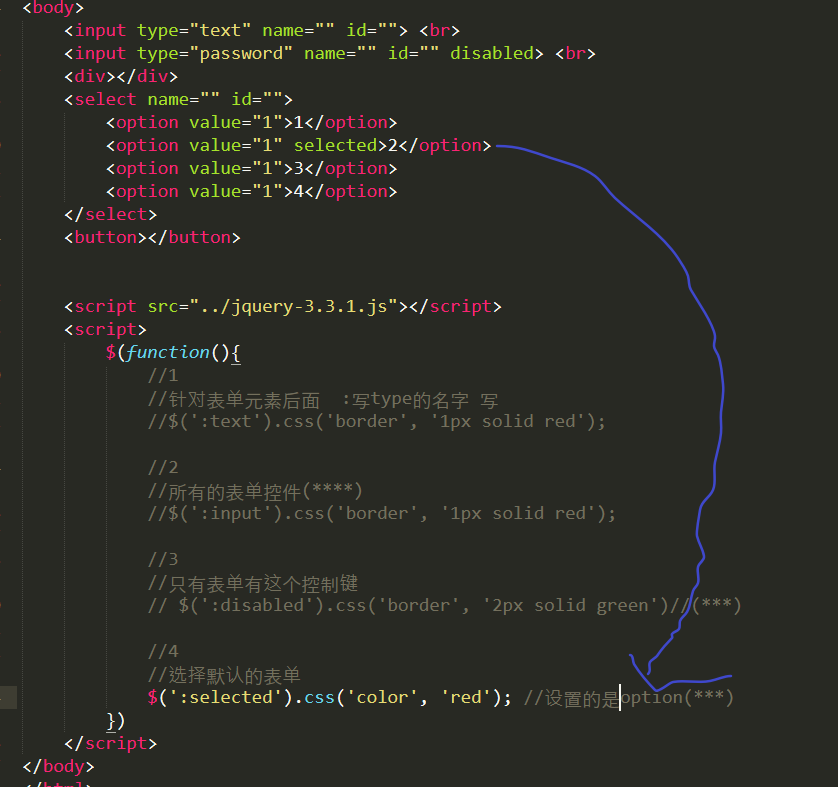 <body>
<input type="text" name="" id=""> <br>
<input type="password" name="" id="" disabled> <br>
<div></div>
<select name="" id="">
<option value="1">1</option>
<option value="1" selected>2</option>
<option value="1">3</option>
<option value="1">4</option>
</select>
<button></button>
<script src="../jquery-3.3.1.js"></script>
<script>
$(function(){
//1
//针对表单元素后面  :写type的名字 写
//$(':text').css('border', '1px solid red');
//2
//所有的表单控件(****)
//$(':input').css('border', '1px solid red');
//3
//只有表单有这个控制键
// $(':disabled').css('border', '2px solid green')//(***)
//4
//选择默认的表单
$(':selected').css('color', 'red'); //设置的是option(***)
})
</script>
</body>
</html>